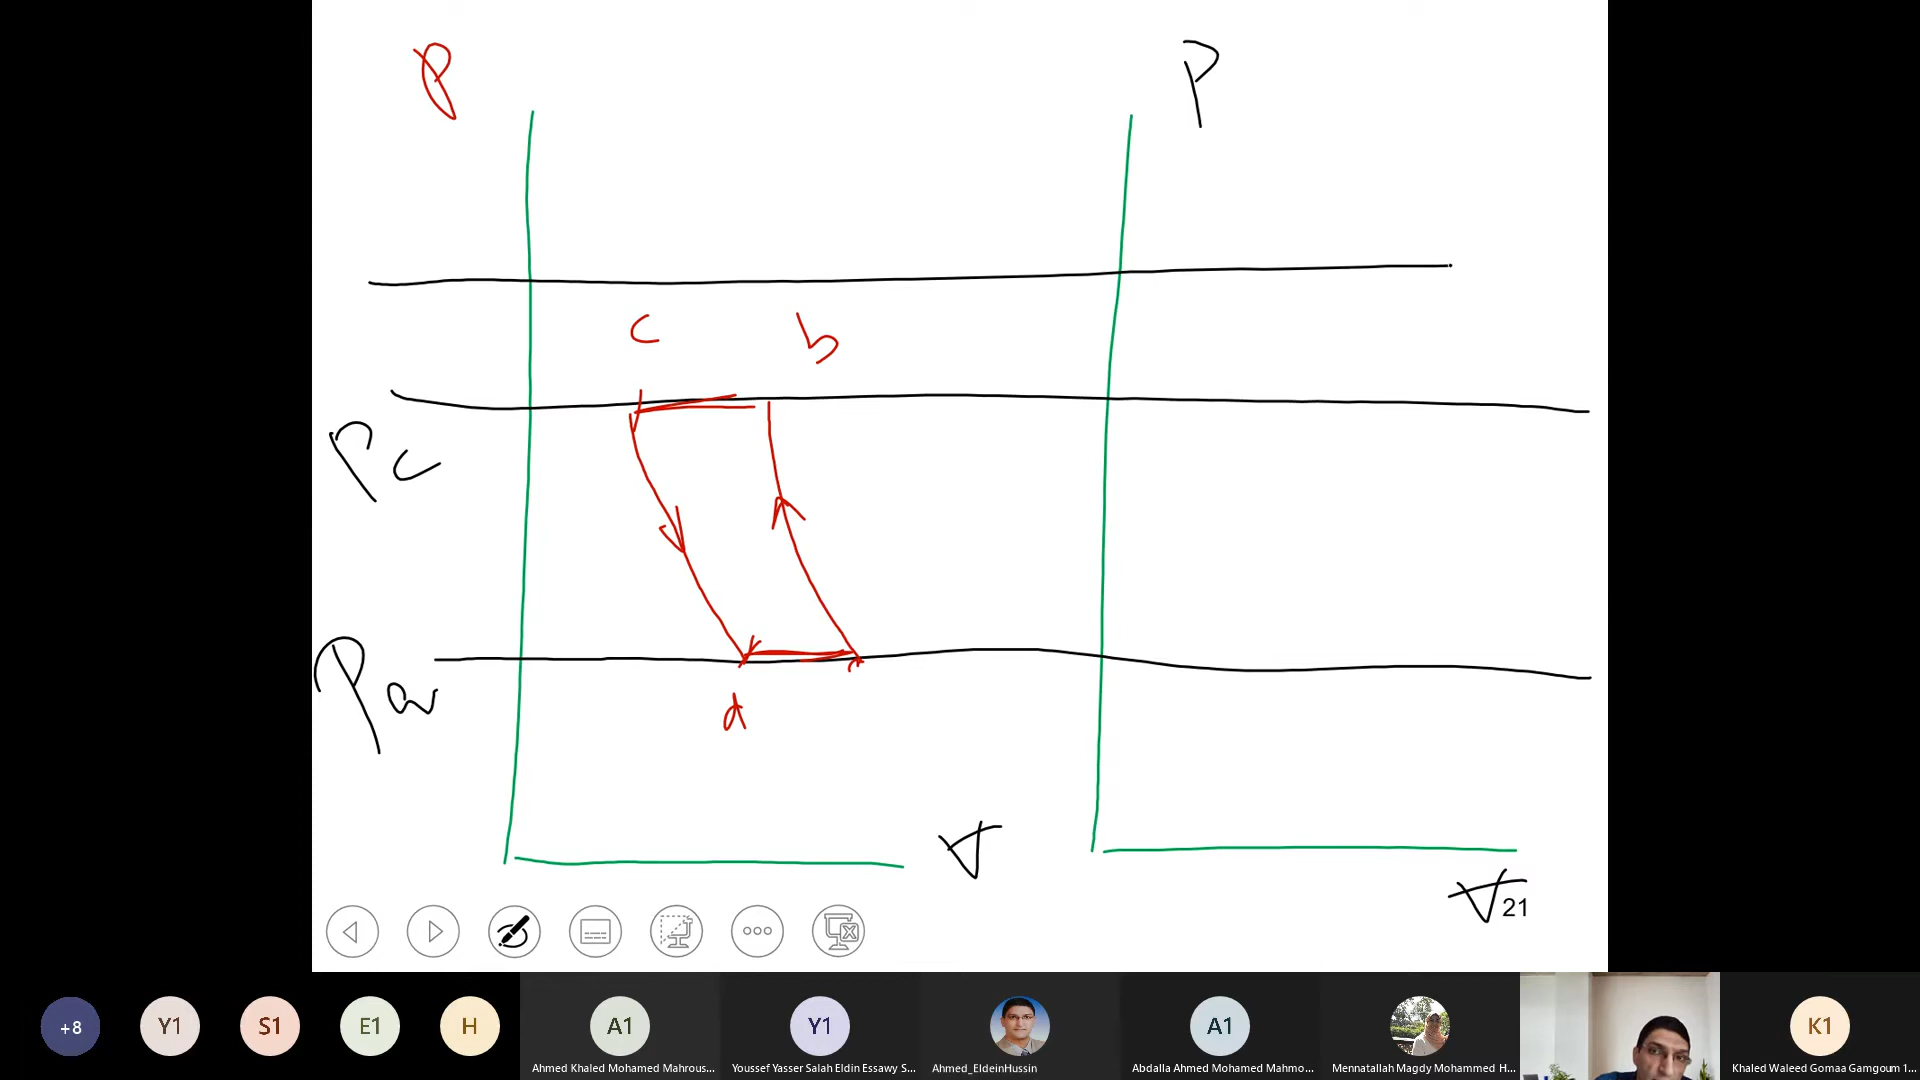 P P
c b
Pc
Pa
d
∀
∀ 21
+8 Y1 S1 E1 H A1 Y1 A1 K1
Ahmed Khaled Mohamed Mahrous... Youssef Yasser Salah Eldin Essawy S... Ahmed_EldeinHussin Abdalla Ahmed Mohamed Mahmo... Mennatallah Magdy Mohammed H... Khaled Waleed Gomaa Gamgoum 1...